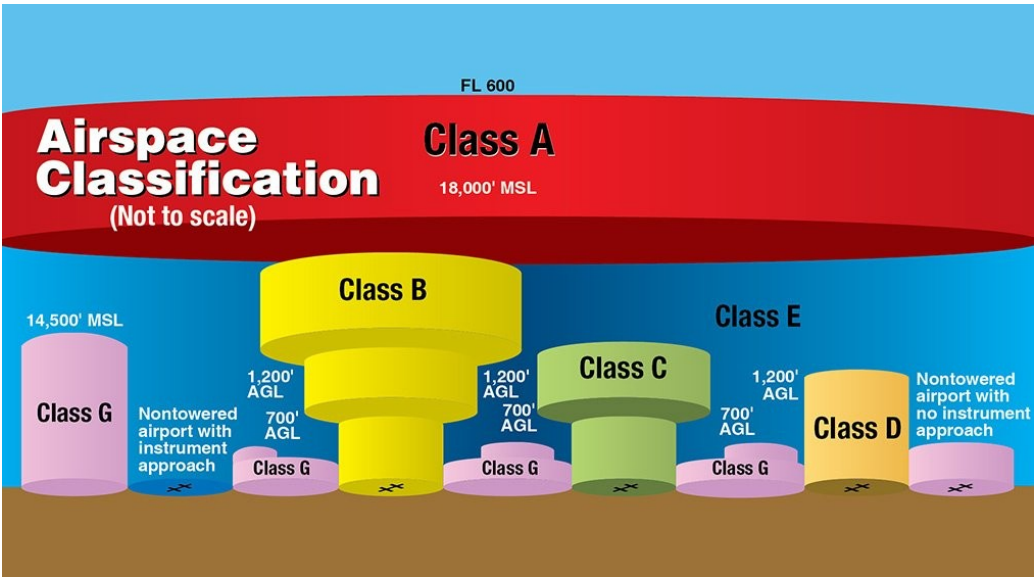 FL 600
Airspace
Classification
(Not to scale)
Class A
18,000' MSL
Class B
Class E
14,500' MSL
Class G
Nontowered
airport with
instrument
approach
1,200'
AGL
700'
AGL
Class G
1,200'
AGL
700'
AGL
Class G
Class C
1,200'
AGL
700'
AGL
Class G
Class D
Nontowered
airport with
no instrument
approach